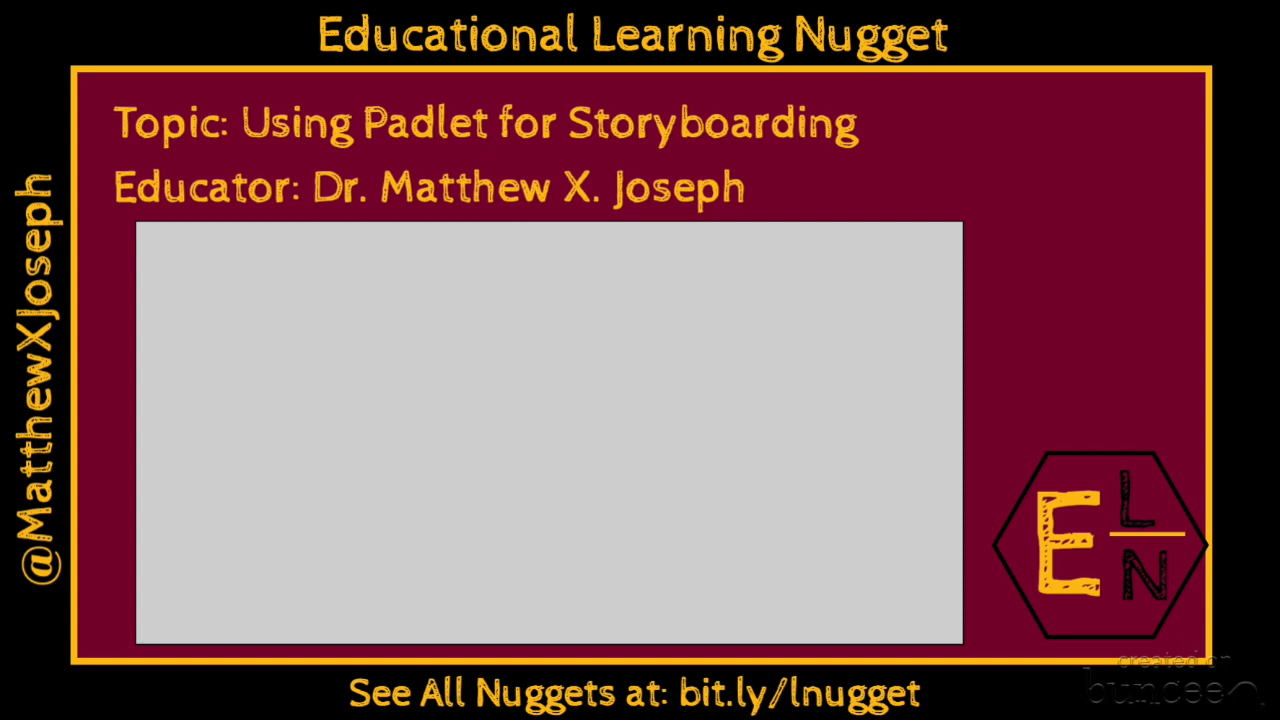 Educational Learning Nugget
Topic: Using Padlet for Storyboarding
Educator: Dr. Matthew X. Joseph
@MatthewXJoseph
E
L
N
created on
buncee
See All Nuggets at: bit.ly/lnugget